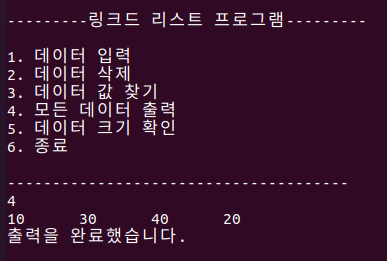 ---------링크드 리스트 프로그램---------
1. 데이터 입력
2. 데이터 삭제
3. 데이터 값 찾기
4. 모든 데이터 출력
5. 데이터 크기 확인
6. 종료
--------------------------------------
4
10 30 40 20
출력을 완료했습니다.